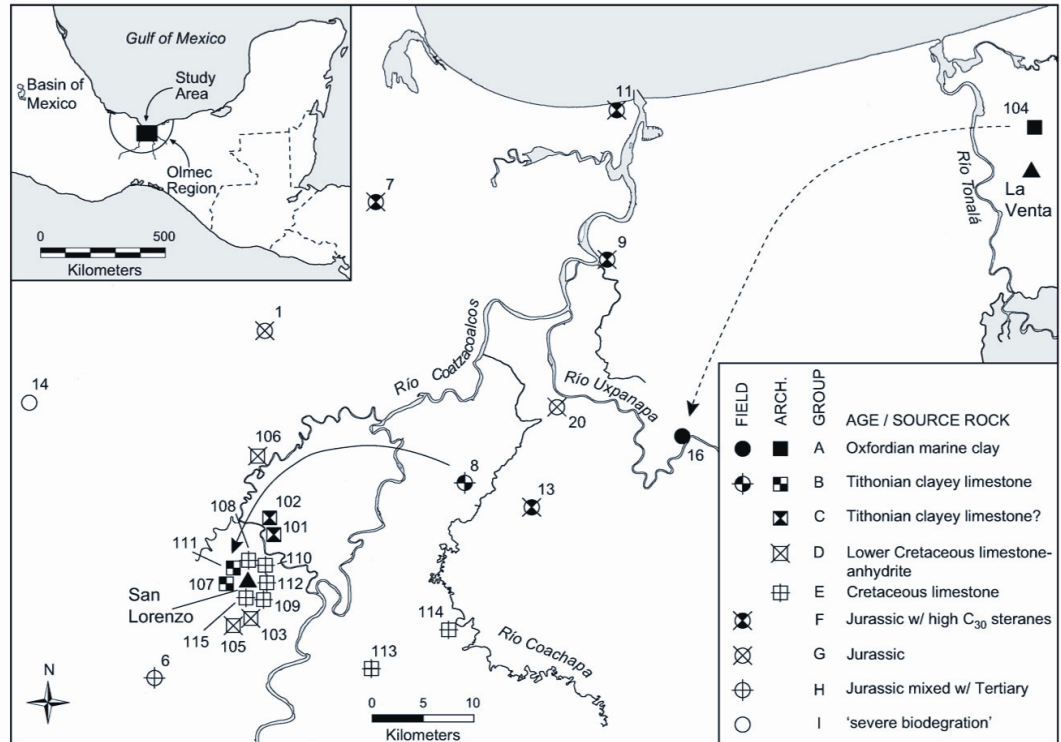 Gulf of Mexico
Basin of
Mexico
Study
Area
Olmec
Region
0 500
Kilometers
11
104
La
Venta
Río Tonalá
7
9
1
14
Río Coatzacoalcos
Río Uxpanapa
20
16
106
8
13
102
101
108
111
110
107
112
San
Lorenzo
109
115
103
105
6
114
113
Río Coachapa
N
0 5 10
Kilometers
FIELD ARCH. GROUP AGE / SOURCE ROCK
A Oxfordian marine clay
B Tithonian clayey limestone
C Tithonian clayey limestone?
D Lower Cretaceous limestone-
anhydrite
E Cretaceous limestone
F Jurassic w/ high C30 steranes
G Jurassic
H Jurassic mixed w/ Tertiary
I ‘severe biodegration’